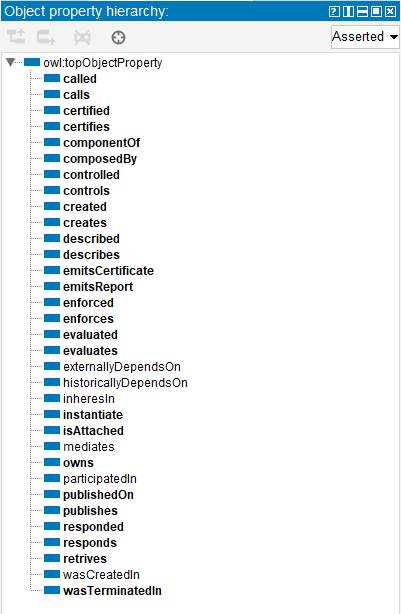 Object property hierarchy:
Asserted
owl:topObjectProperty
called
calls
certified
certifies
componentOf
composedBy
controlled
controls
created
creates
described
describes
emitsCertificate
emitsReport
enforced
enforces
evaluated
evaluates
externallyDependsOn
historicallyDependsOn
inheresIn
instantiate
isAttached
mediates
owns
participatedIn
publishedOn
publishes
responded
responds
retrives
wasCreatedIn
wasTerminatedIn